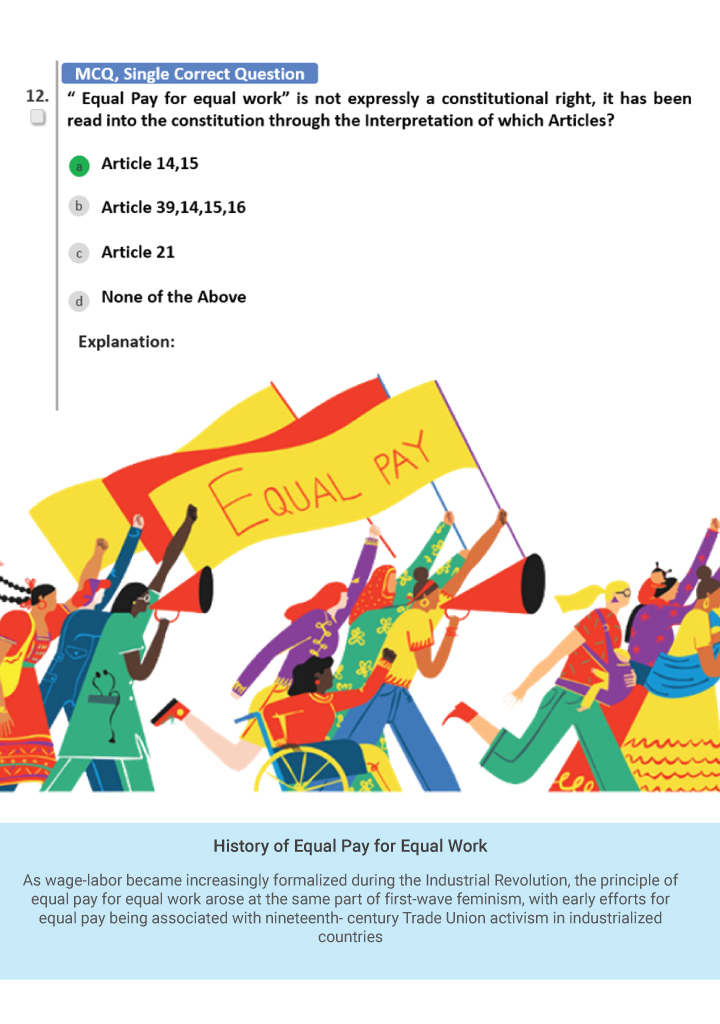 MCQ, Single Correct Question
12. “ Equal Pay for equal work” is not expressly a constitutional right, it has been
read into the constitution through the Interpretation of which Articles?
a Article 14,15
b Article 39,14,15,16
c Article 21
d None of the Above
Explanation:
EQUAL PAY
History of Equal Pay for Equal Work
As wage-labor became increasingly formalized during the Industrial Revolution, the principle of
equal pay for equal work arose at the same part of first-wave feminism, with early efforts for
equal pay being associated with nineteenth- century Trade Union activism in industrialized
countries